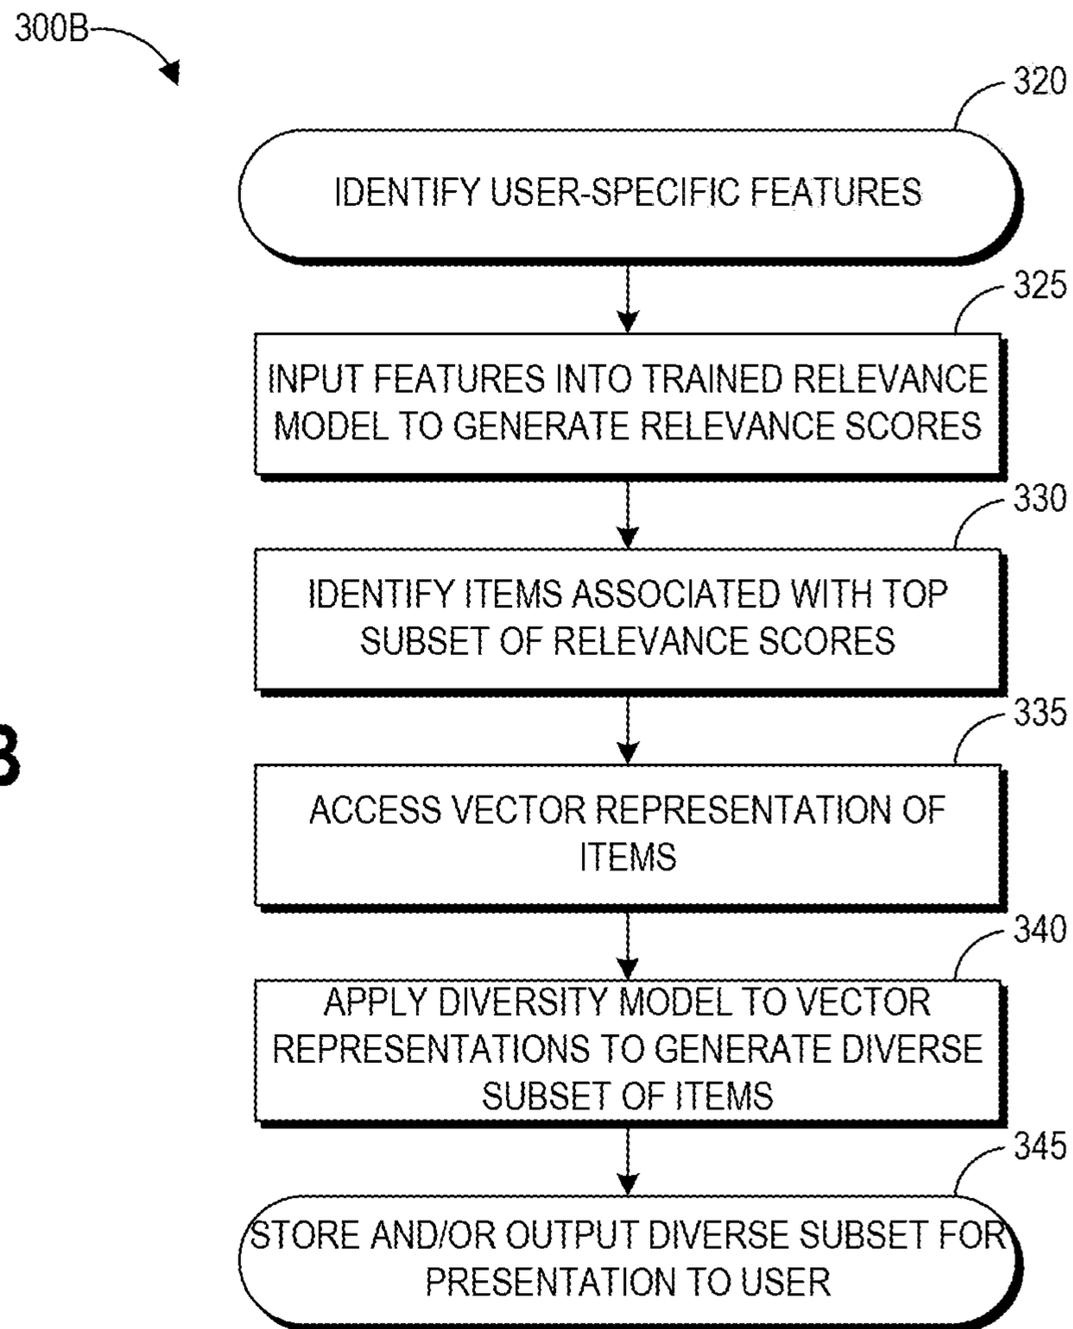 300B
320
IDENTIFY USER-SPECIFIC FEATURES
325
INPUT FEATURES INTO TRAINED RELEVANCE
MODEL TO GENERATE RELEVANCE SCORES
330
IDENTIFY ITEMS ASSOCIATED WITH TOP
SUBSET OF RELEVANCE SCORES
335
ACCESS VECTOR REPRESENTATION OF
ITEMS
340
APPLY DIVERSITY MODEL TO VECTOR
REPRESENTATIONS TO GENERATE DIVERSE
SUBSET OF ITEMS
345
STORE AND/OR OUTPUT DIVERSE SUBSET FOR
PRESENTATION TO USER